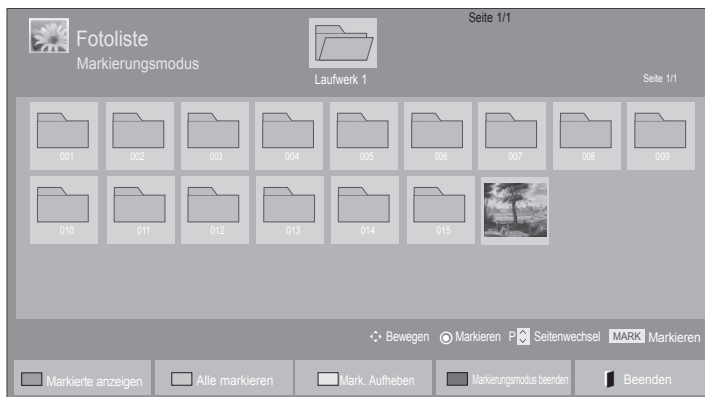 Seite 1/1
Fotoliste
Markierungsmodus
Laufwerk 1
Seite 1/1
001 002 003 004 005 006 007 008 009
010 011 012 013 014 015
Bewegen Markieren P Seitenwechsel MARK Markieren
Markierte anzeigen Alle markieren Mark. Aufheben Markierungsmodus beenden Beenden